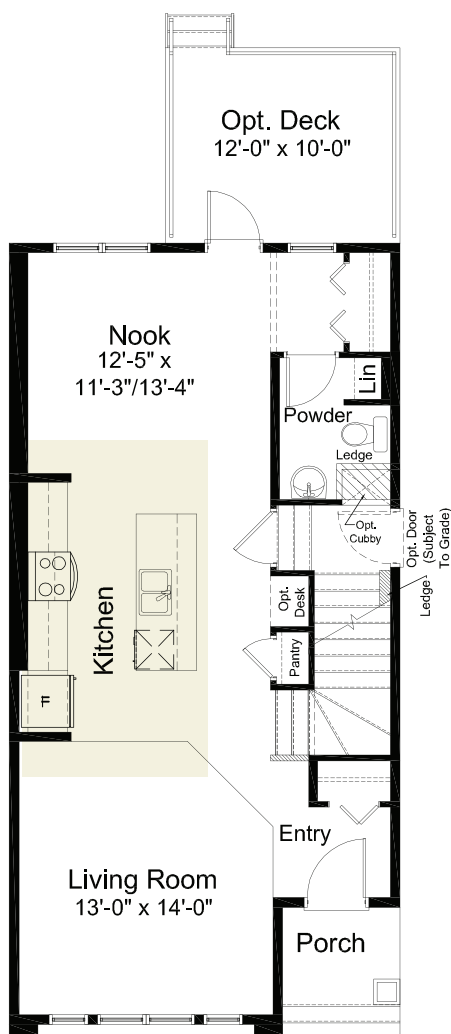 Opt. Deck
12'-0" x 10'-0"
Nook
12'-5" x
11'-3"/13'-4"
Lin
Powder
Ledge
Opt.
Cubby
Opt. Door
(Subject
To Grade)
Ledge
Opt.
Desk
Kitchen
Pantry
Entry
Living Room
13'-0" x 14'-0"
Porch